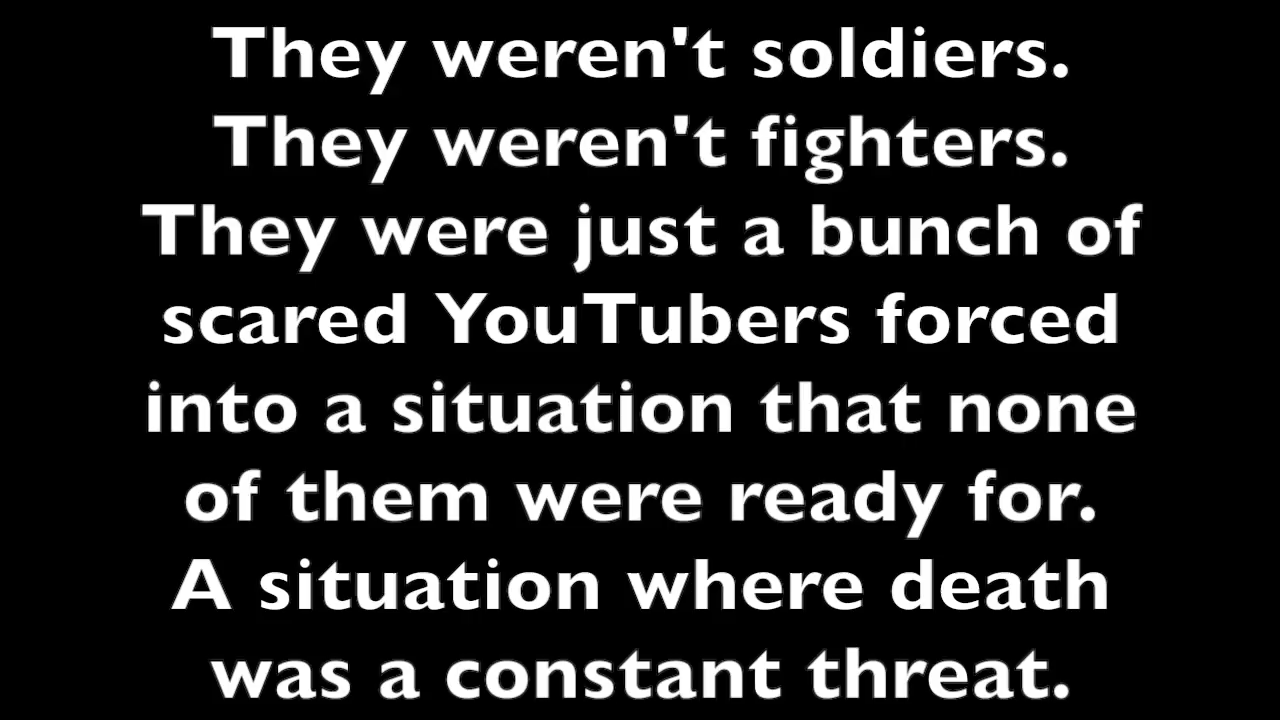 They weren't soldiers.
They weren't fighters.
They were just a bunch of
scared YouTubers forced
into a situation that none
of them were ready for.
A situation where death
was a constant threat.